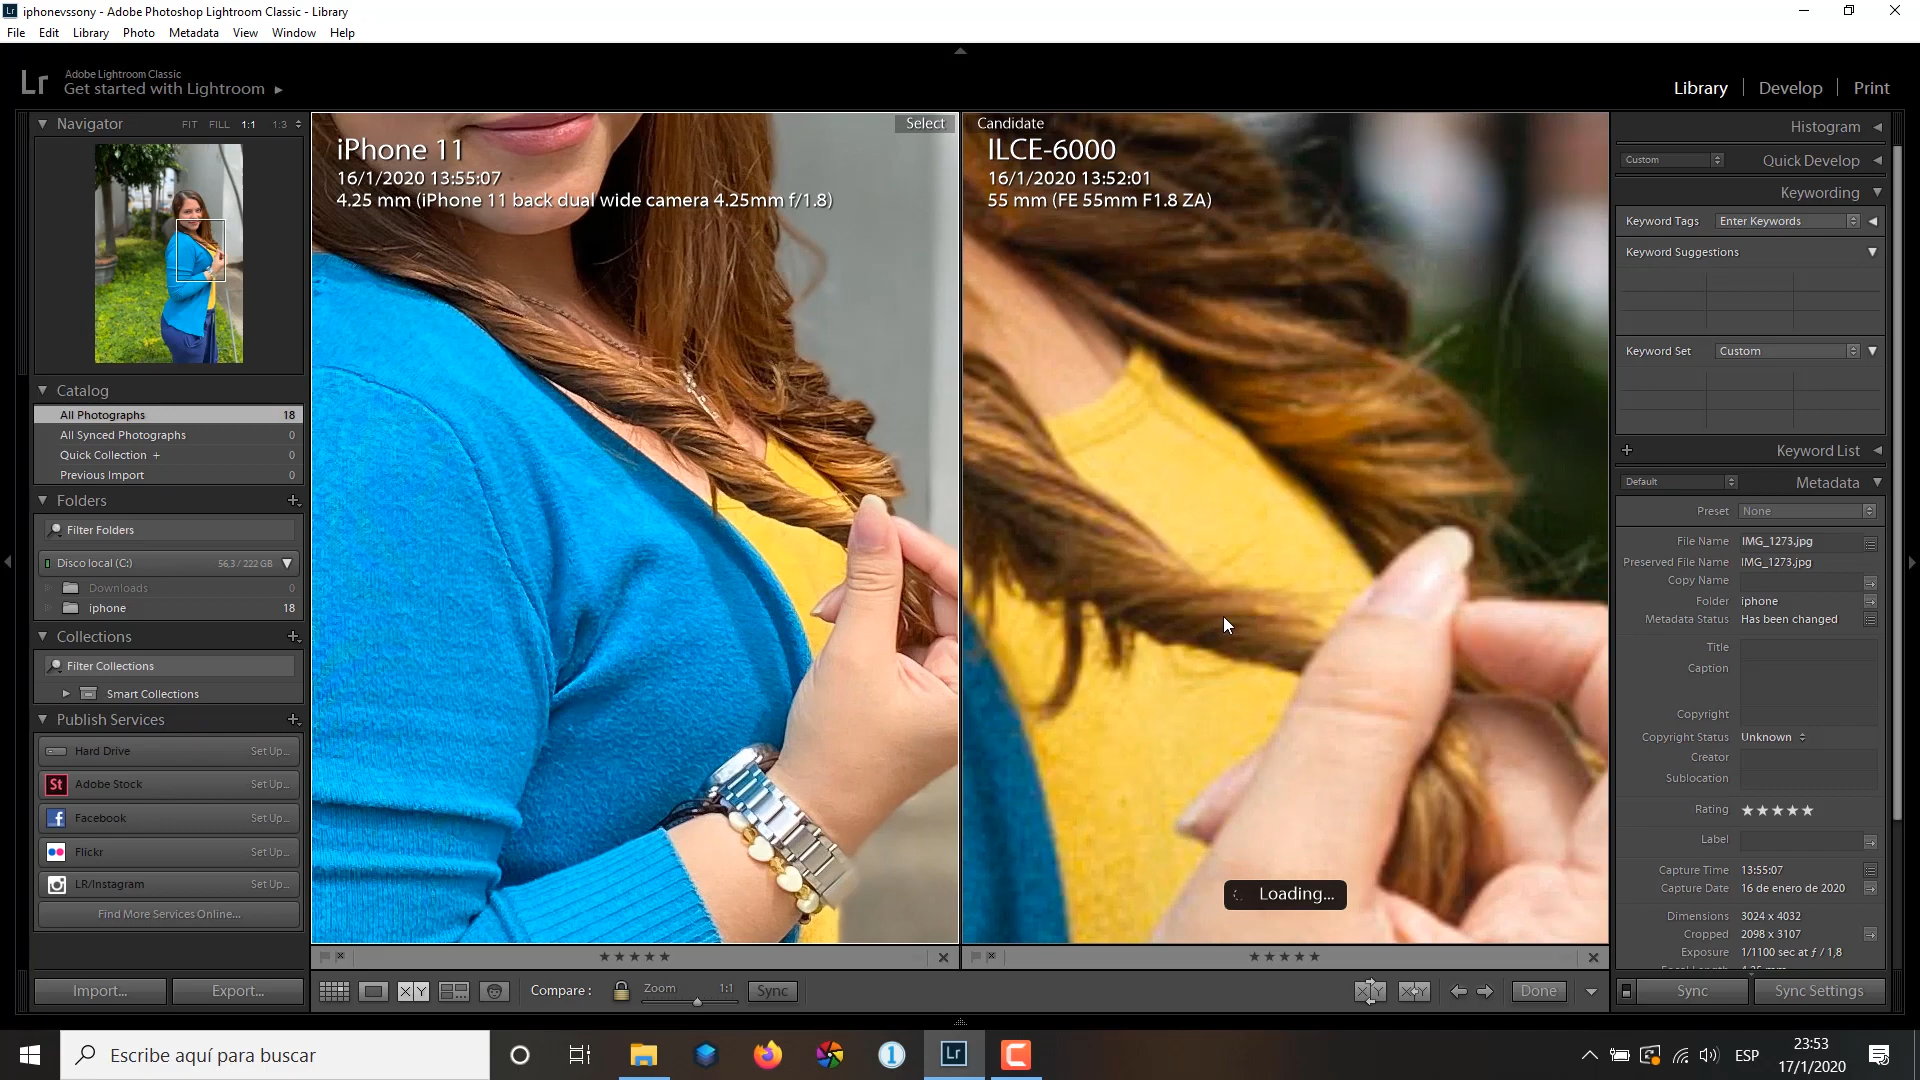 iphonevssony - Adobe Photoshop Lightroom Classic - Library
File Edit Library Photo Metadata View Window Help
Lr Adobe Lightroom Classic
Get started with Lightroom
Library Develop Print
Navigator FIT FILL 1:1 1:3
Catalog
All Photographs 18
All Synced Photographs 0
Quick Collection + 0
Previous Import 0
Folders
Filter Folders
Disco local (C:) 56,3 / 222 GB
Downloads 0
iphone 18
Collections
Filter Collections
Smart Collections
Publish Services
Hard Drive Set Up...
St Adobe Stock Set Up...
Facebook Set Up...
Flickr Set Up...
LR/Instagram Set Up...
Find More Services Online...
Import... Export...
Select
iPhone 11
16/1/2020 13:55:07
4.25 mm (iPhone 11 back dual wide camera 4.25mm f/1.8)
Candidate
ILCE-6000
16/1/2020 13:52:01
55 mm (FE 55mm F1.8 ZA)
Loading...
XY Compare : Zoom 1:1 Sync
Done
Histogram
Custom Quick Develop
Keywording
Keyword Tags Enter Keywords
Keyword Suggestions
Keyword Set Custom
+ Keyword List
Default Metadata
Preset None
File Name IMG_1273.jpg
Preserved File Name IMG_1273.jpg
Copy Name
Folder iphone
Metadata Status Has been changed
Title
Caption
Copyright
Copyright Status Unknown
Creator
Sublocation
Rating ★★★★★
Label
Capture Time 13:55:07
Capture Date 16 de enero de 2020
Dimensions 3024 x 4032
Cropped 2098 x 3107
Exposure 1/1100 sec at ƒ / 1,8
Sync Sync Settings
Escribe aquí para buscar
Lr
ESP
23:53
17/1/2020